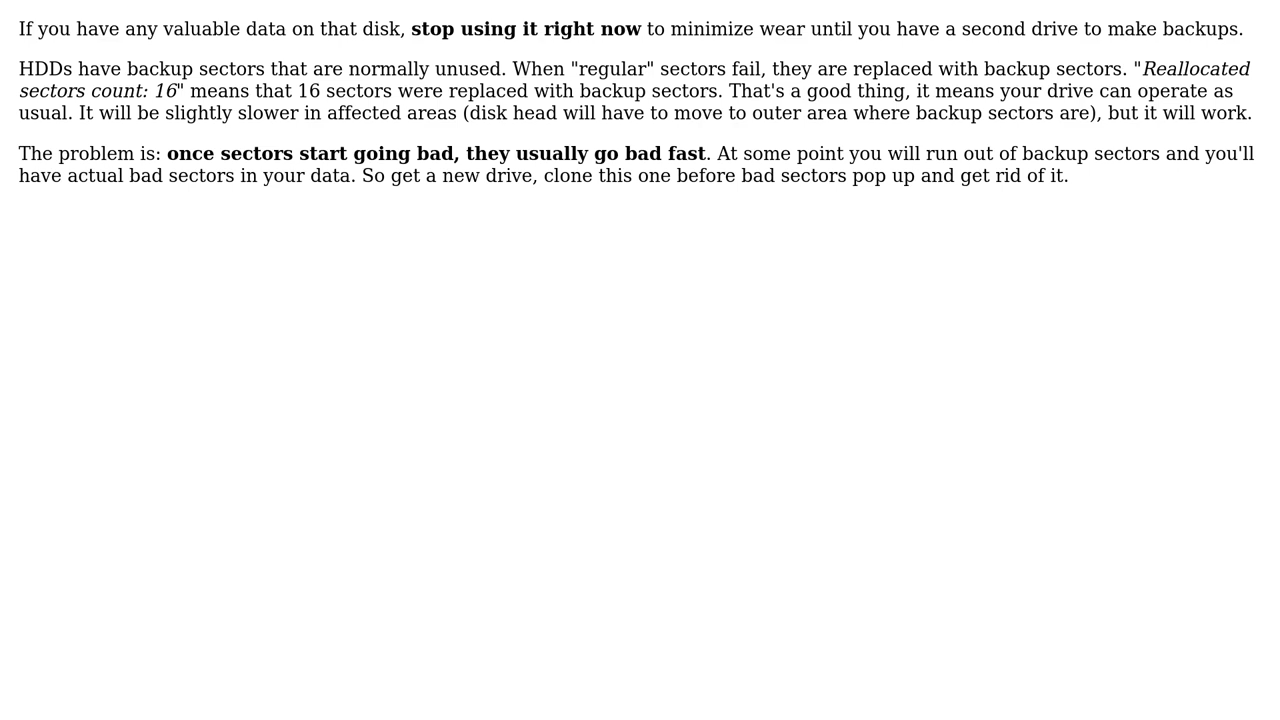 If you have any valuable data on that disk, stop using it right now to minimize wear until you have a second drive to make backups.
HDDs have backup sectors that are normally unused. When "regular" sectors fail, they are replaced with backup sectors. "Reallocated
sectors count: 16" means that 16 sectors were replaced with backup sectors. That's a good thing, it means your drive can operate as
usual. It will be slightly slower in affected areas (disk head will have to move to outer area where backup sectors are), but it will work.
The problem is: once sectors start going bad, they usually go bad fast. At some point you will run out of backup sectors and you'll
have actual bad sectors in your data. So get a new drive, clone this one before bad sectors pop up and get rid of it.